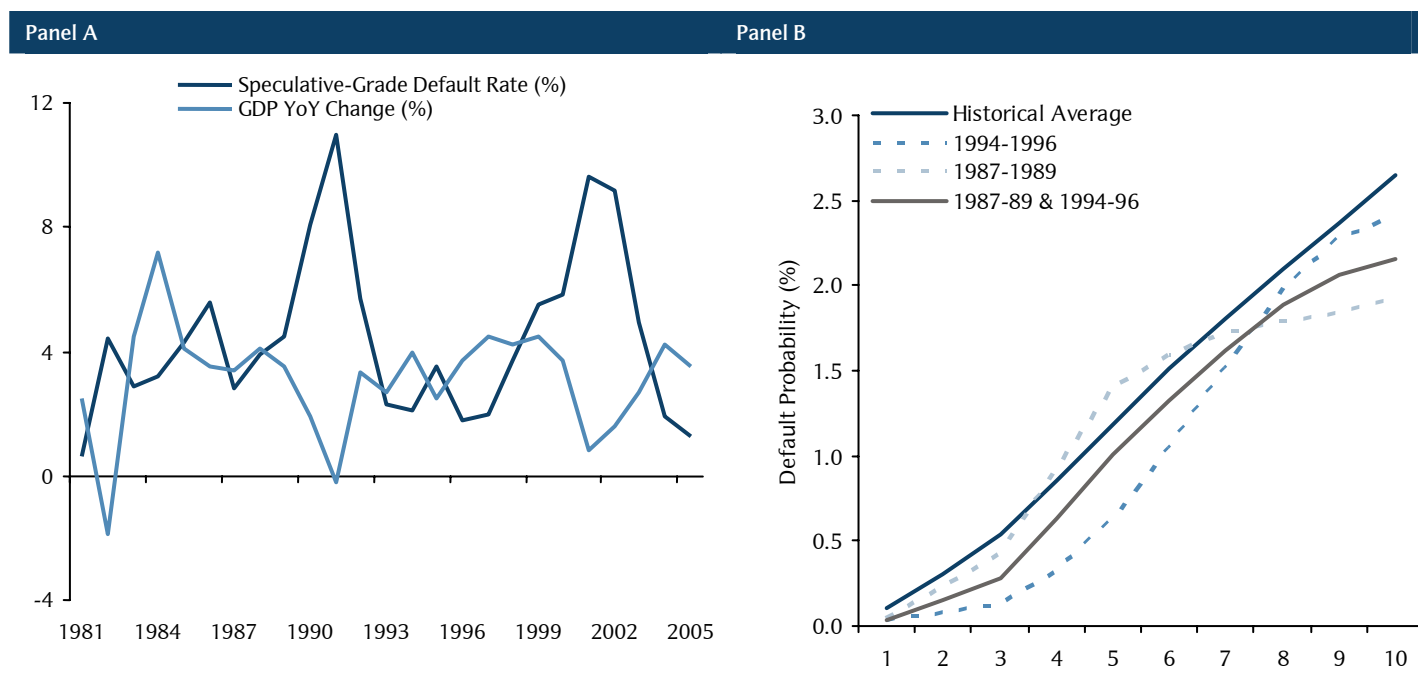 Panel A
Speculative-Grade Default Rate (%)
GDP YoY Change (%)
12
8
4
0
-4
1981 1984 1987 1990 1993 1996 1999 2002 2005
Panel B
Historical Average
1994-1996
1987-1989
1987-89 & 1994-96
Default Probability (%)
3.0
2.5
2.0
1.5
1.0
0.5
0.0
1 2 3 4 5 6 7 8 9 10